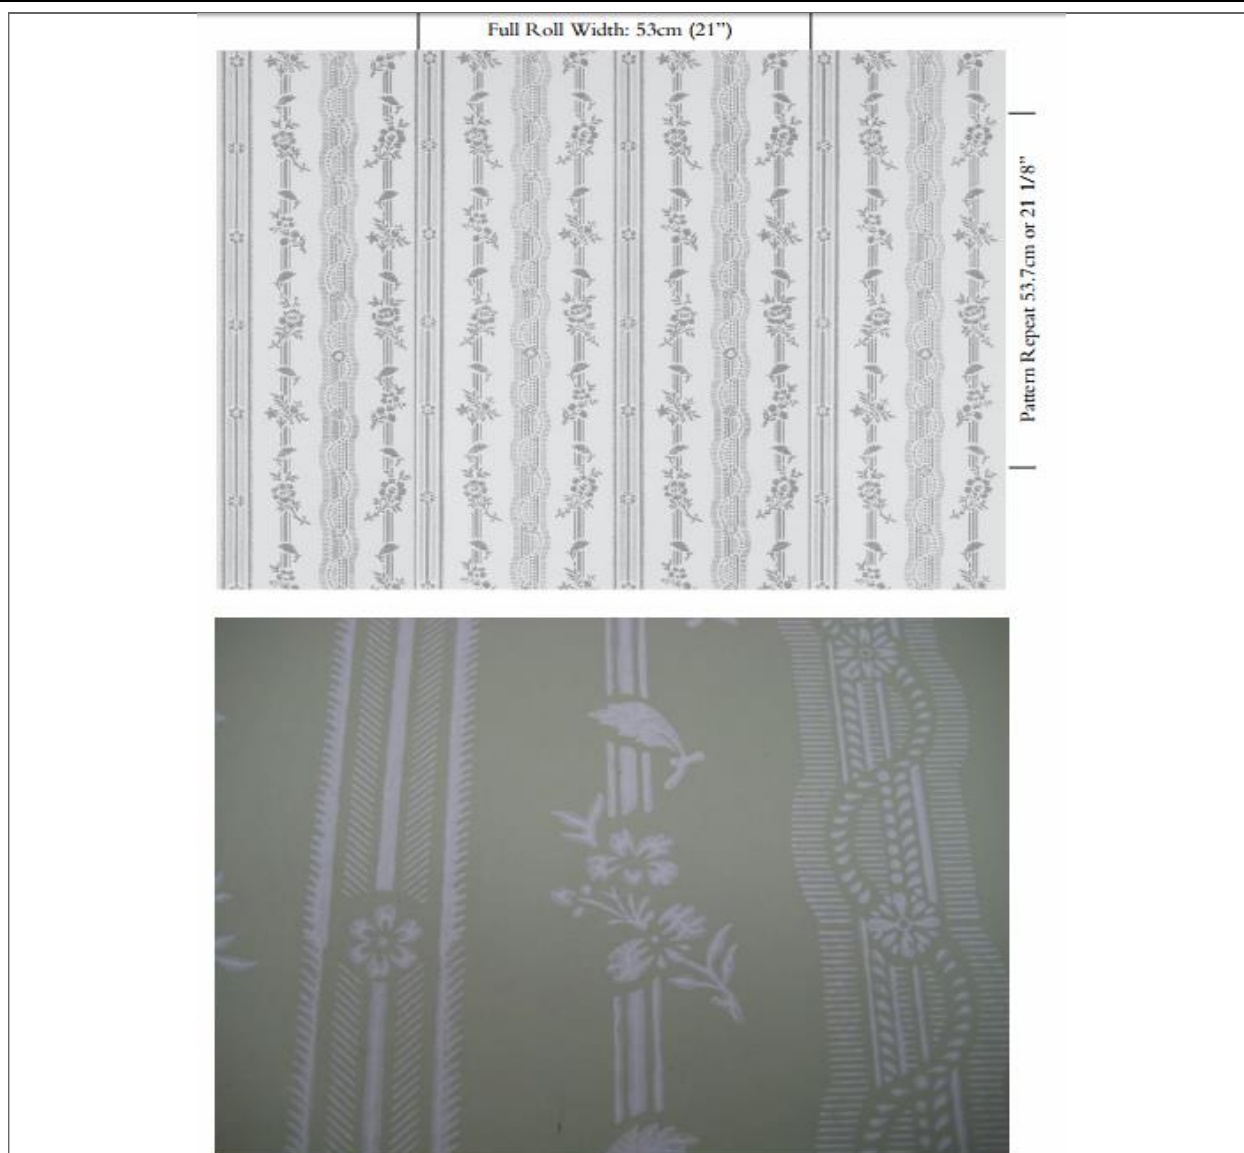 Full Roll Width: 53cm (21”)
Pattern Repeat 53.7cm or 21 1/8”